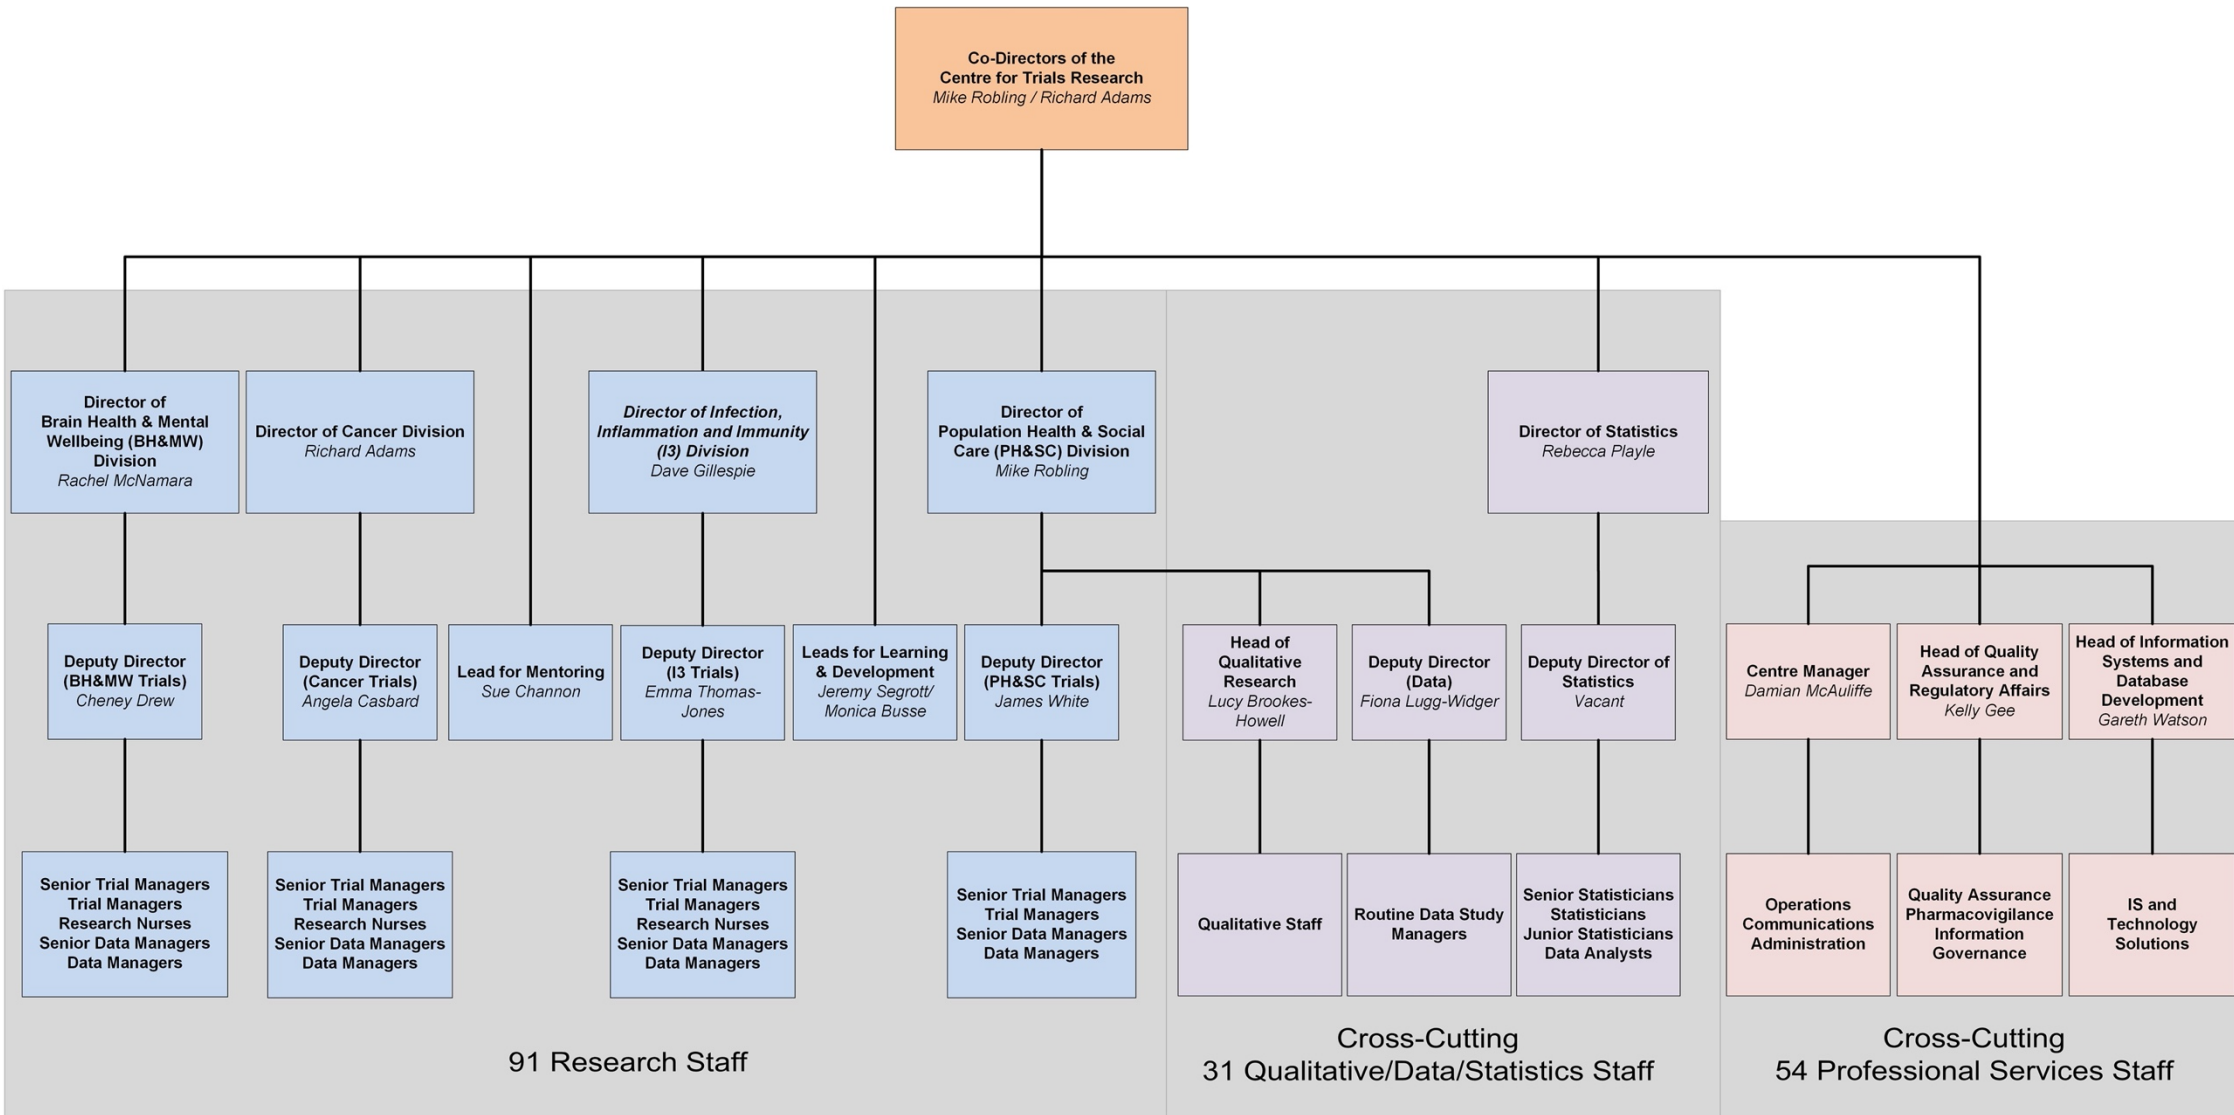 Co-Directors of the
Centre for Trials Research
Mike Robling / Richard Adams
Director of
Brain Health & Mental
Wellbeing (BH&MW)
Division
Rachel McNamara
Director of Cancer Division
Richard Adams
Director of Infection,
Inflammation and Immunity
(I3) Division
Dave Gillespie
Director of
Population Health & Social
Care (PH&SC) Division
Mike Robling
Director of Statistics
Rebecca Playle
Deputy Director
(BH&MW Trials)
Cheney Drew
Deputy Director
(Cancer Trials)
Angela Casbard
Lead for Mentoring
Sue Channon
Deputy Director
(I3 Trials)
Emma Thomas-
Jones
Leads for Learning
& Development
Jeremy Segrott/
Monica Busse
Deputy Director
(PH&SC Trials)
James White
Head of
Qualitative
Research
Lucy Brookes-
Howell
Deputy Director
(Data)
Fiona Lugg-Widger
Deputy Director of
Statistics
Vacant
Centre Manager
Damian McAuliffe
Head of Quality
Assurance and
Regulatory Affairs
Kelly Gee
Head of Information
Systems and
Database
Development
Gareth Watson
Senior Trial Managers
Trial Managers
Research Nurses
Senior Data Managers
Data Managers
Senior Trial Managers
Trial Managers
Research Nurses
Senior Data Managers
Data Managers
Senior Trial Managers
Trial Managers
Research Nurses
Senior Data Managers
Data Managers
Senior Trial Managers
Trial Managers
Senior Data Managers
Data Managers
Qualitative Staff
Routine Data Study
Managers
Senior Statisticians
Statisticians
Junior Statisticians
Data Analysts
Operations
Communications
Administration
Quality Assurance
Pharmacovigilance
Information
Governance
IS and
Technology
Solutions
91 Research Staff
Cross-Cutting
31 Qualitative/Data/Statistics Staff
Cross-Cutting
54 Professional Services Staff